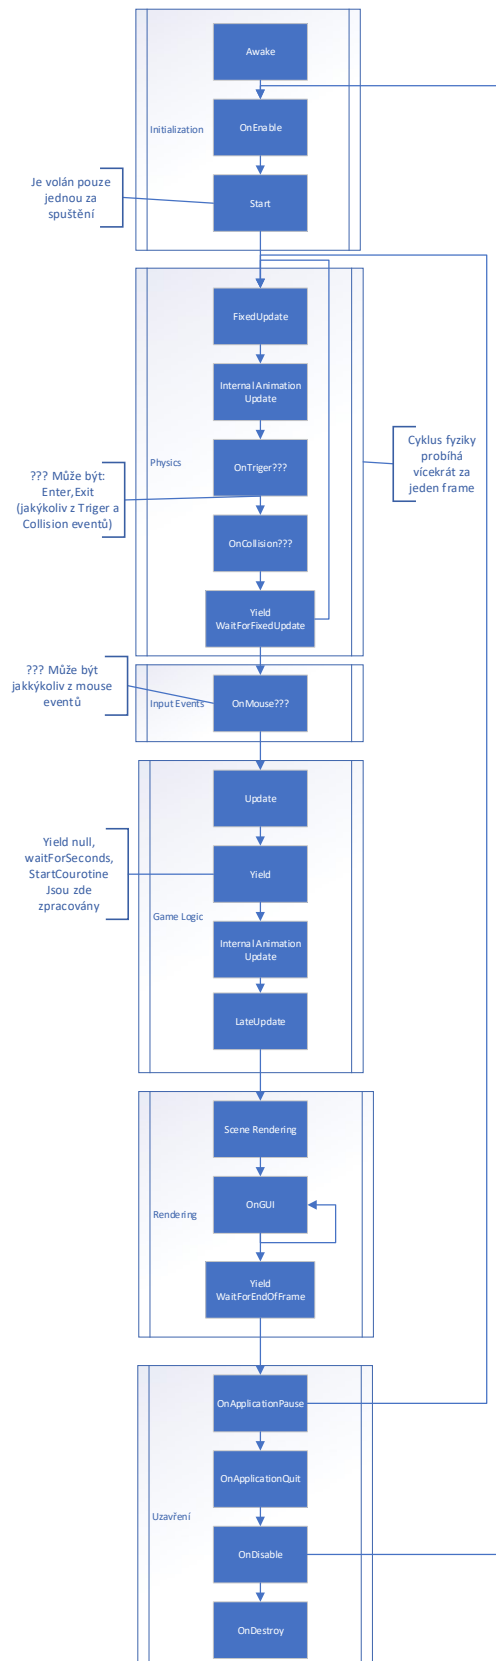 Awake
Initialization
OnEnable
Je volán pouze
jednou za
spuštění
Start
FixedUpdate
Internal Animation
Update
Cyklus fyziky
probíhá
vícekrát za
jeden frame
Physics
OnTriger???
??? Může být:
Enter,Exit
(jakýkoliv z Triger a
Collision eventů)
OnCollision???
Yield
WaitForFixedUpdate
??? Může být
jakkýkoliv z mouse
eventů
Input Events
OnMouse???
Update
Yield null,
waitForSeconds,
StartCourotine
Jsou zde
zpracovány
Yield
Game Logic
Internal Animation
Update
LateUpdate
Scene Rendering
Rendering
OnGUI
Yield
WaitForEndOfFrame
OnApplicationPause
OnApplicationQuit
Uzavření
OnDisable
OnDestroy